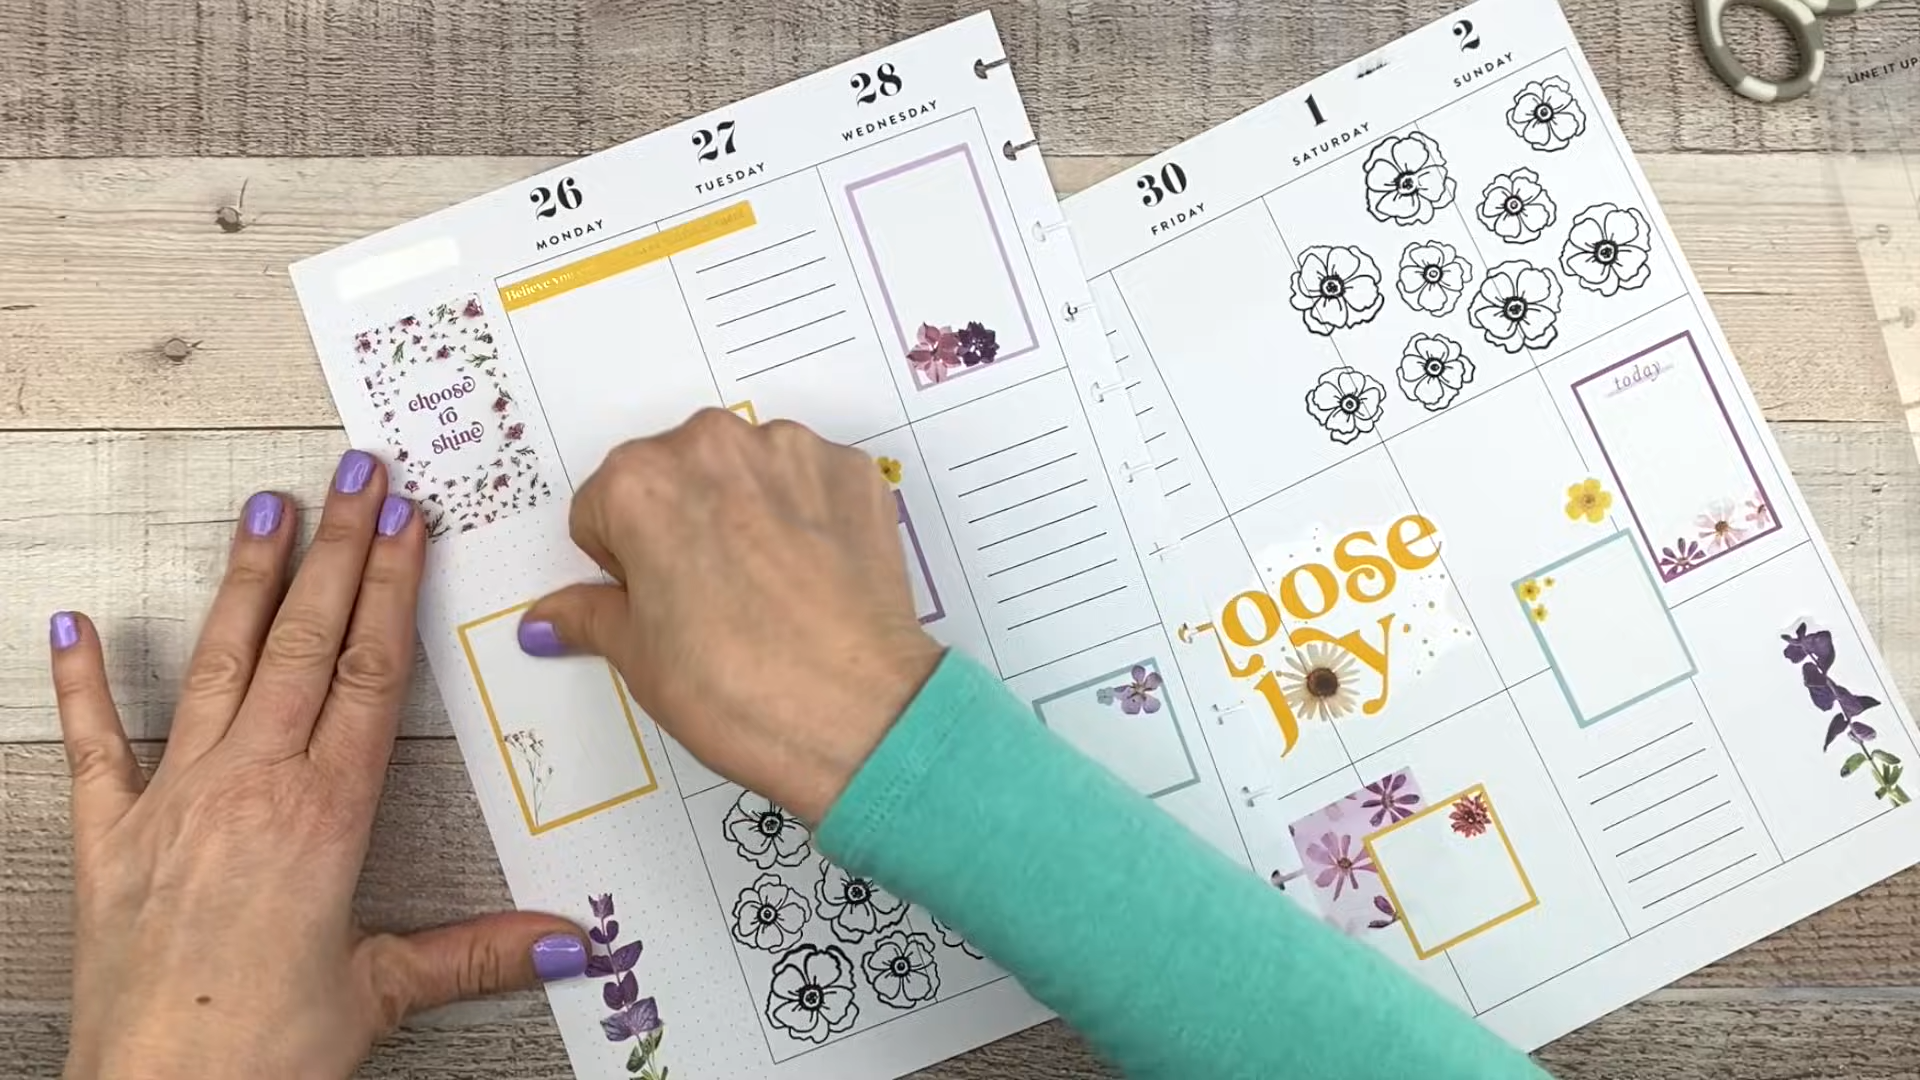 26
MONDAY
27
TUESDAY
28
WEDNESDAY
30
FRIDAY
1
SATURDAY
2
SUNDAY
LINE IT UP
Believe you
choose
to
shine
today
oose
joy